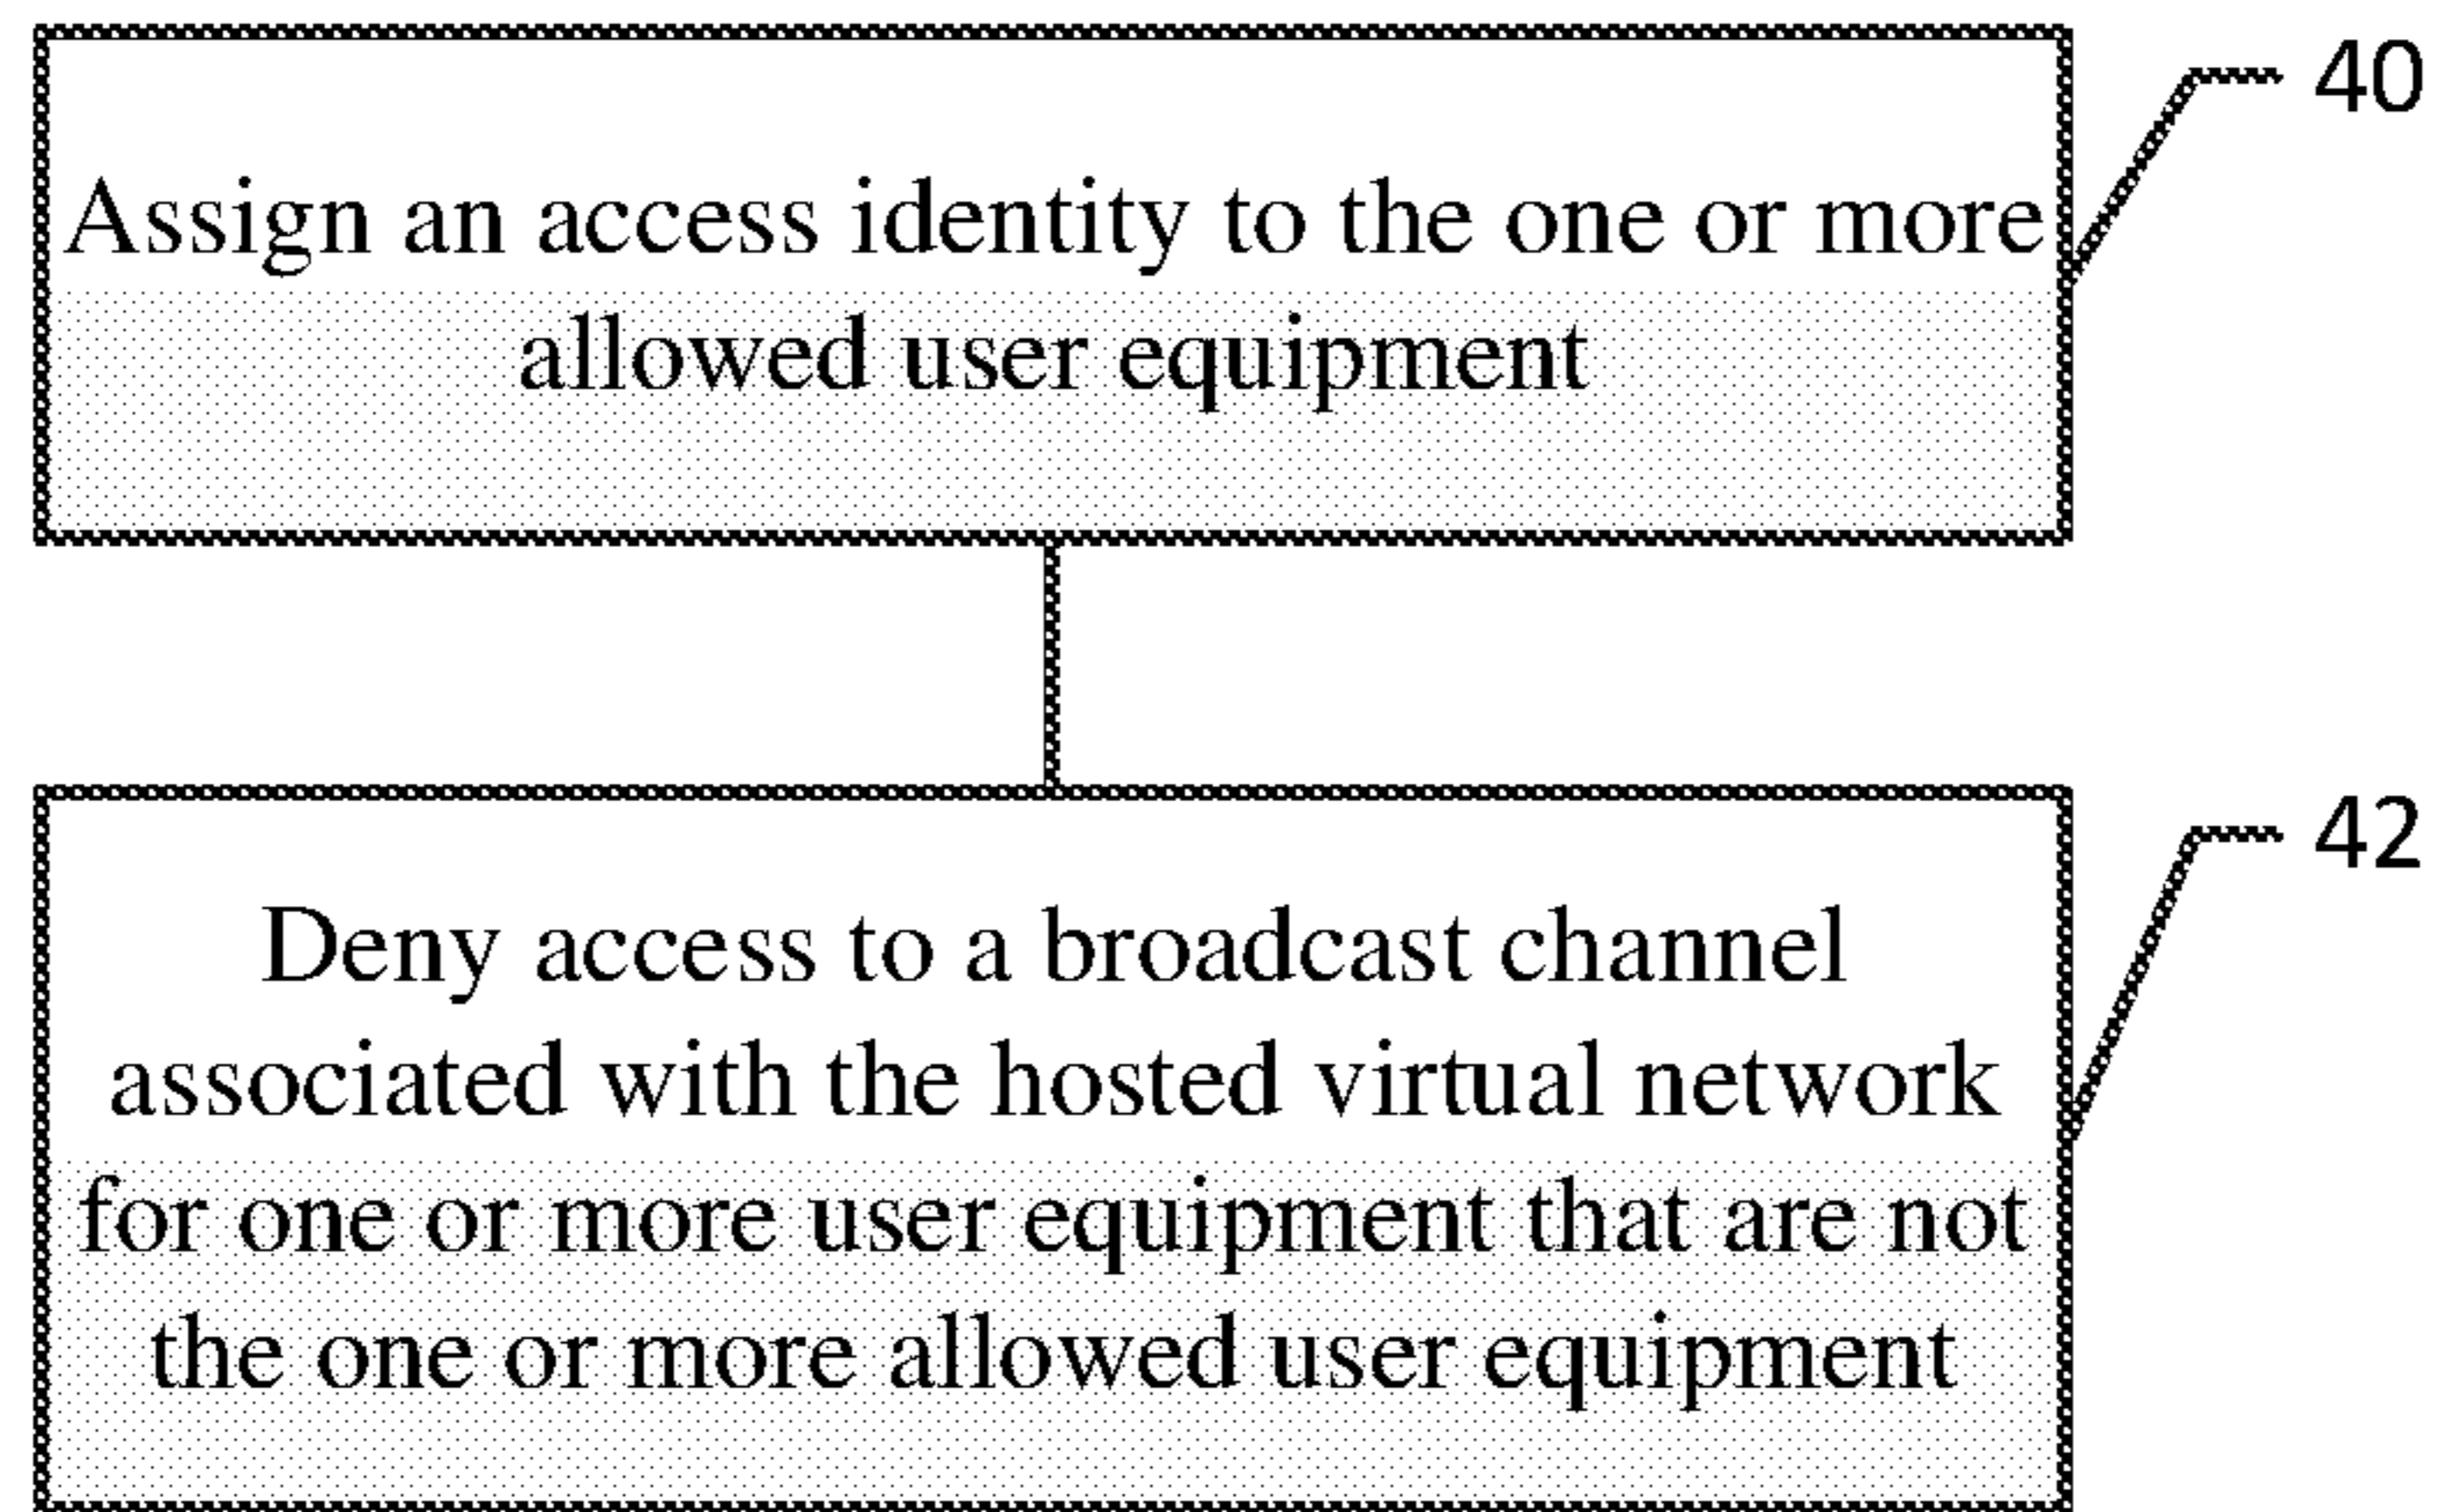 40
Assign an access identity to the one or more
allowed user equipment
42
Deny access to a broadcast channel
associated with the hosted virtual network
for one or more user equipment that are not
the one or more allowed user equipment